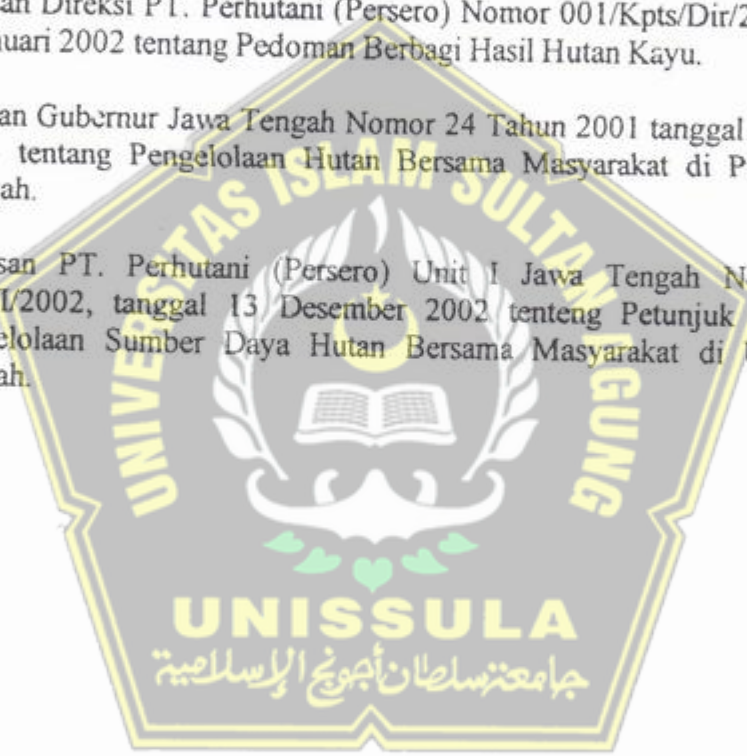 an Direksi PT. Perhutani (Persero) Nomor 001/Kpts/Dir/2
uari 2002 tentang Pedoman Berbagi Hasil Hutan Kayu.
an Gubernur Jawa Tengah Nomor 24 Tahun 2001 tanggal
tentang Pengelolaan Hutan Bersama Masyarakat di P
ah.
san PT. Perhutani (Persero) Unit I Jawa Tengah N
I/2002, tanggal 13 Desember 2002 tenteng Petunjuk
elolaan Sumber Daya Hutan Bersama Masyarakat di
ah.
UNIVERSITAS ISLAM SULTAN AGUNG
UNISSULA
جامعة سلطان أجونج الإسلامية